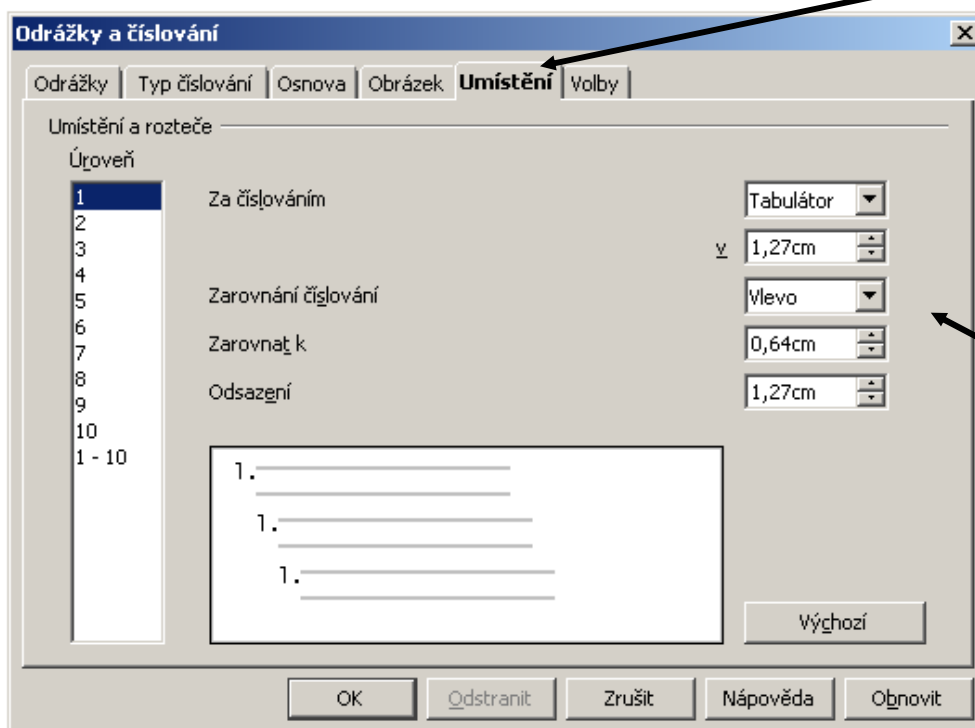 Odrážky a číslování
Odrážky Typ číslování Osnova Obrázek Umístění Volby
Umístění a rozteče
Úroveň
1
2
3
4
5
6
7
8
9
10
1 - 10
Za číslováním Tabulátor
v 1,27cm
Zarovnání číslování Vlevo
Zarovnat k 0,64cm
Odsazení 1,27cm
1.
1.
1.
Výchozí
OK Odstranit Zrušit Nápověda Obnovit